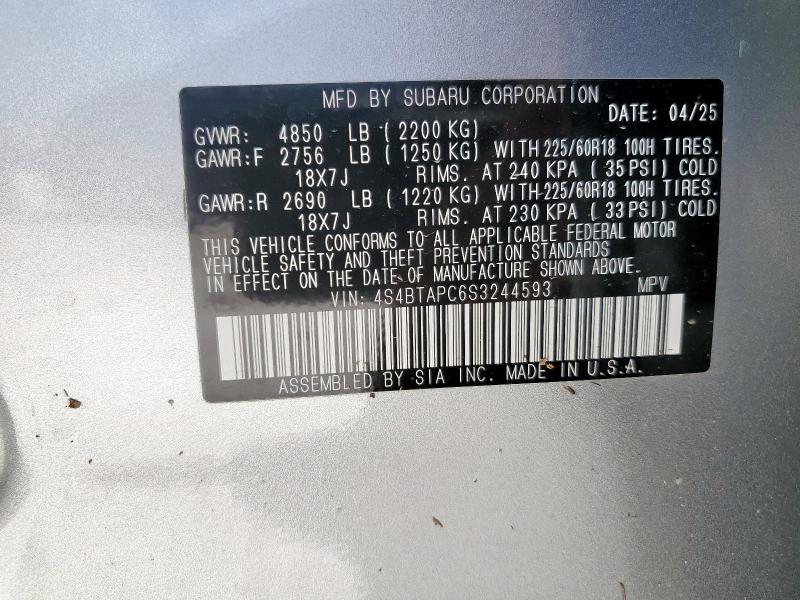 MFD BY SUBARU CORPORATION
DATE: 04/25
GVWR: 4850 LB (2200 KG)
GAWR:F 2756 LB (1250 KG) WITH 225/60R18 100H TIRES.
18X7J RIMS. AT 240 KPA (35 PSI) COLD
GAWR:R 2690 LB (1220 KG) WITH 225/60R18 100H TIRES.
18X7J RIMS. AT 230 KPA (33 PSI) COLD
THIS VEHICLE CONFORMS TO ALL APPLICABLE FEDERAL MOTOR
VEHICLE SAFETY AND THEFT PREVENTION STANDARDS
IN EFFECT ON THE DATE OF MANUFACTURE SHOWN ABOVE.
VIN: 4S4BTAPC6S3244593 MPV
ASSEMBLED BY SIA INC. MADE IN U.S.A.